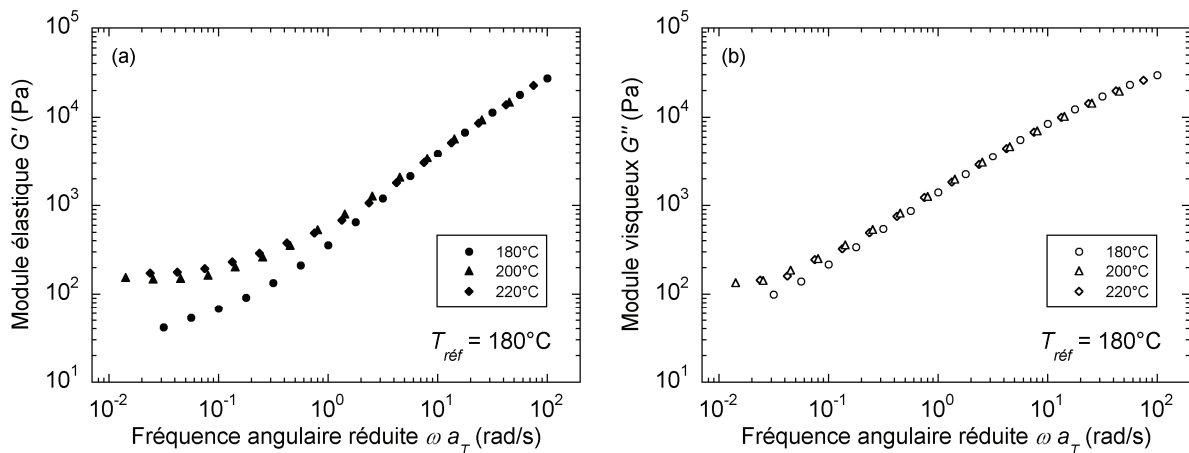 (a)
Module élastique G' (Pa)
10^5
10^4
10^3
10^2
10^1
180°C
200°C
220°C
T_réf = 180°C
10^-2 10^-1 10^0 10^1 10^2
Fréquence angulaire réduite ω a_T (rad/s)
(b)
Module visqueux G'' (Pa)
10^5
10^4
10^3
10^2
10^1
180°C
200°C
220°C
T_réf = 180°C
10^-2 10^-1 10^0 10^1 10^2
Fréquence angulaire réduite ω a_T (rad/s)